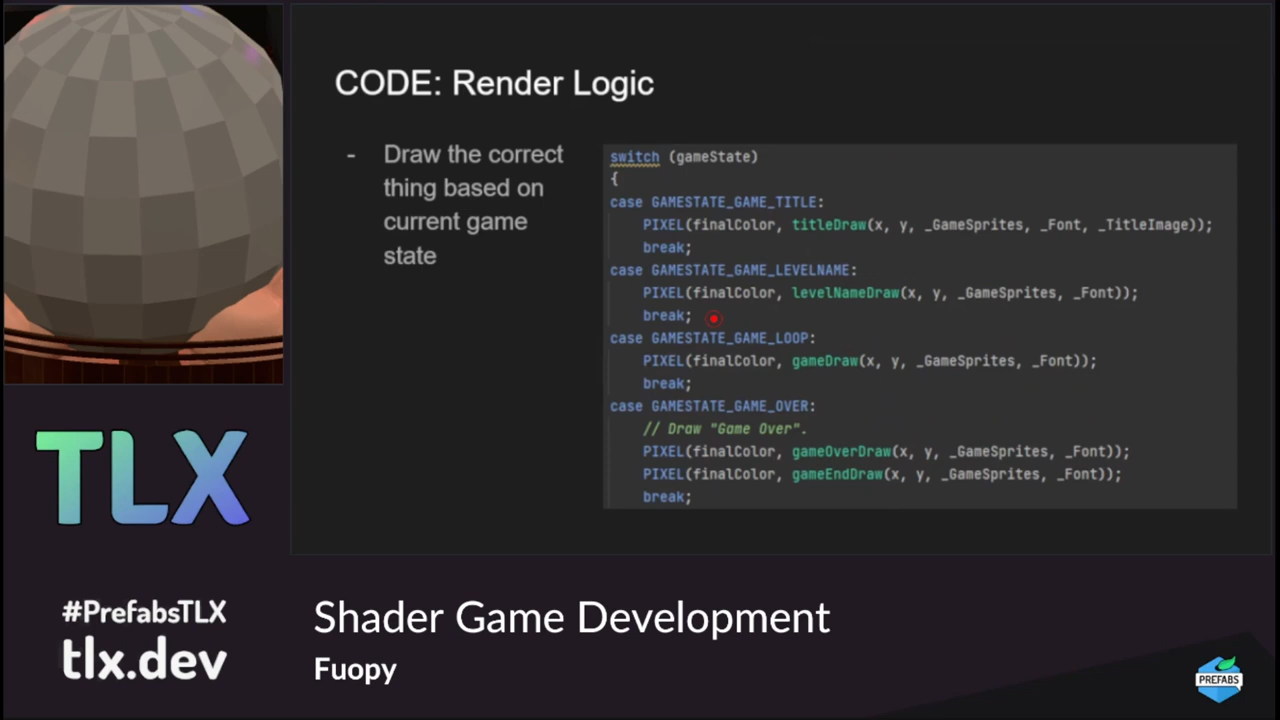 CODE: Render Logic
- Draw the correct
thing based on
current game
state
switch (gameState)
{
case GAMESTATE_GAME_TITLE:
PIXEL(finalColor, titleDraw(x, y, _GameSprites, _Font, _TitleImage));
break;
case GAMESTATE_GAME_LEVELNAME:
PIXEL(finalColor, levelNameDraw(x, y, _GameSprites, _Font));
break;
case GAMESTATE_GAME_LOOP:
PIXEL(finalColor, gameDraw(x, y, _GameSprites, _Font));
break;
case GAMESTATE_GAME_OVER:
// Draw "Game Over".
PIXEL(finalColor, gameOverDraw(x, y, _GameSprites, _Font));
PIXEL(finalColor, gameEndDraw(x, y, _GameSprites, _Font));
break;
TLX
#PrefabsTLX
tlx.dev
Shader Game Development
Fuopy
PREFABS